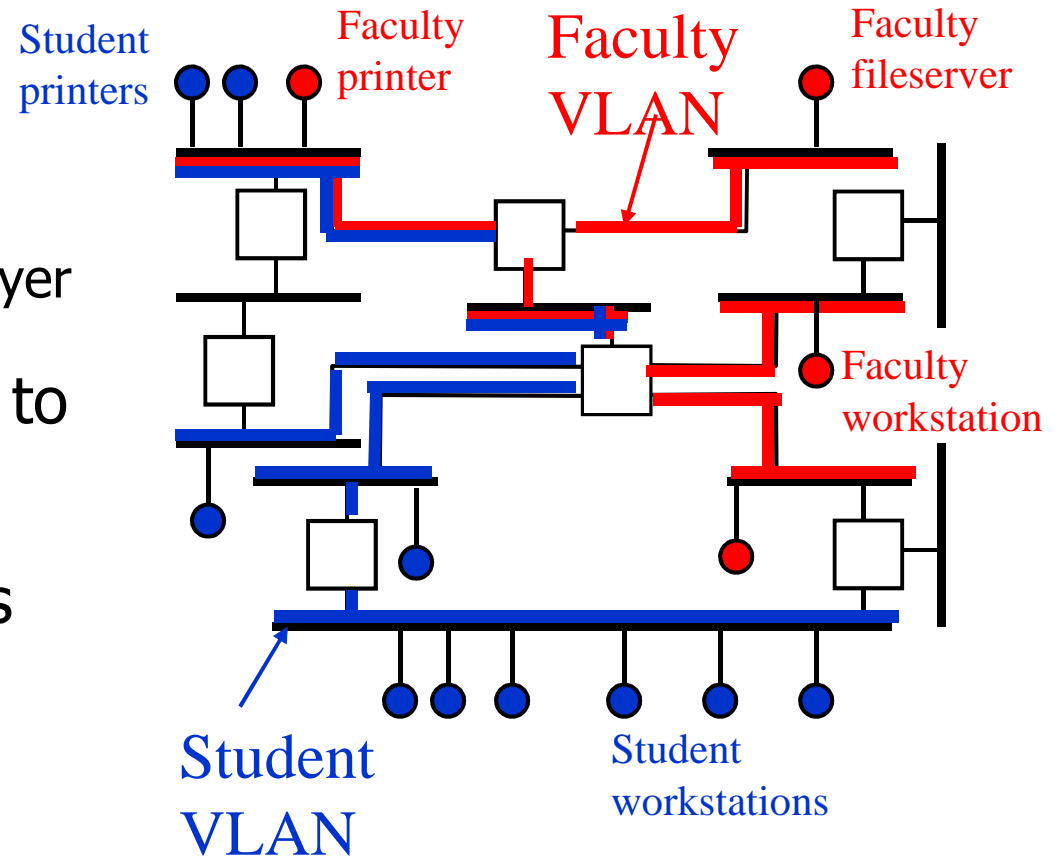 Student
printers
Faculty
printer
Faculty
VLAN
Faculty
fileserver
yer
to
Faculty
workstation
s
Student
VLAN
Student
workstations